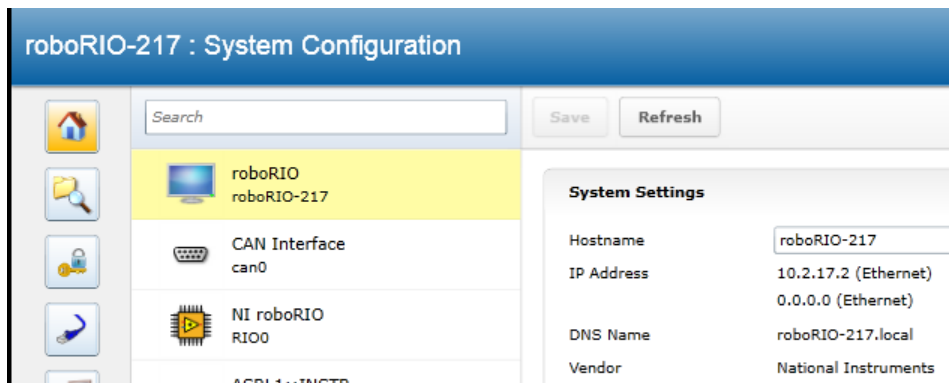 roboRIO-217 : System Configuration
Search
Save Refresh
roboRIO
roboRIO-217
CAN Interface
can0
NI roboRIO
RIO0
ASRL1::INSTR
System Settings
Hostname roboRIO-217
IP Address 10.2.17.2 (Ethernet)
0.0.0.0 (Ethernet)
DNS Name roboRIO-217.local
Vendor National Instruments